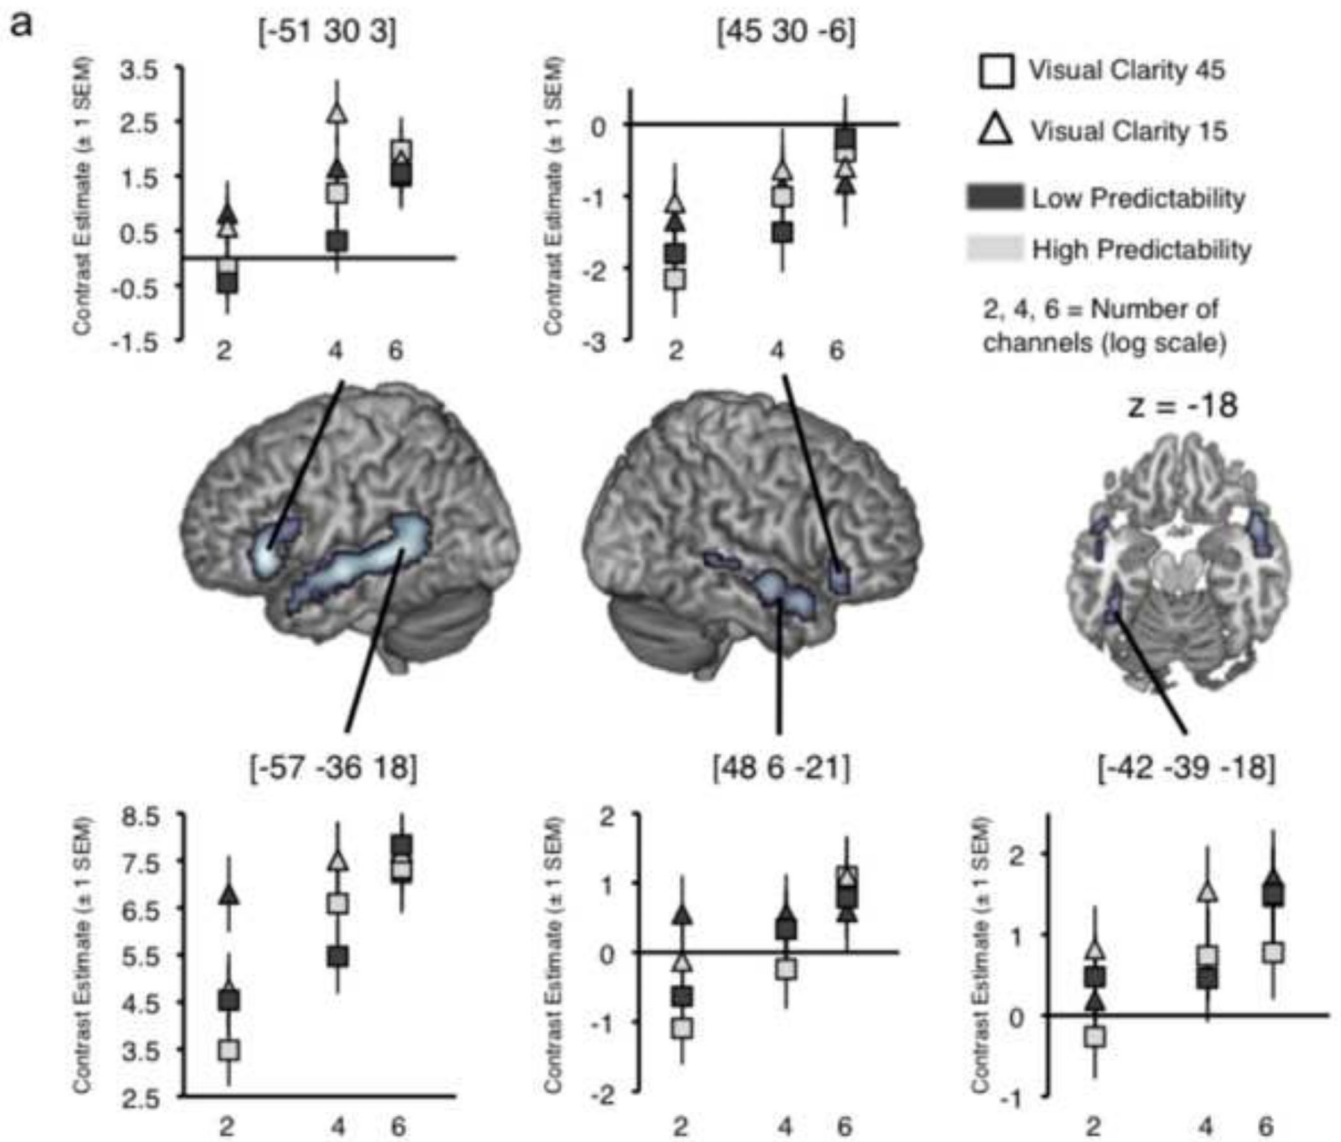 a
[-51 30 3]
Contrast Estimate (± 1 SEM)
3.5
2.5
1.5
0.5
-0.5
-1.5
2 4 6
[45 30 -6]
Contrast Estimate (± 1 SEM)
0
-1
-2
-3
2 4 6
Visual Clarity 45
Visual Clarity 15
Low Predictability
High Predictability
2, 4, 6 = Number of
channels (log scale)
z = -18
[-57 -36 18]
Contrast Estimate (± 1 SEM)
8.5
7.5
6.5
5.5
4.5
3.5
2.5
2 4 6
[48 6 -21]
Contrast Estimate (± 1 SEM)
2
1
0
-1
-2
2 4 6
[-42 -39 -18]
Contrast Estimate (± 1 SEM)
2
1
0
-1
2 4 6